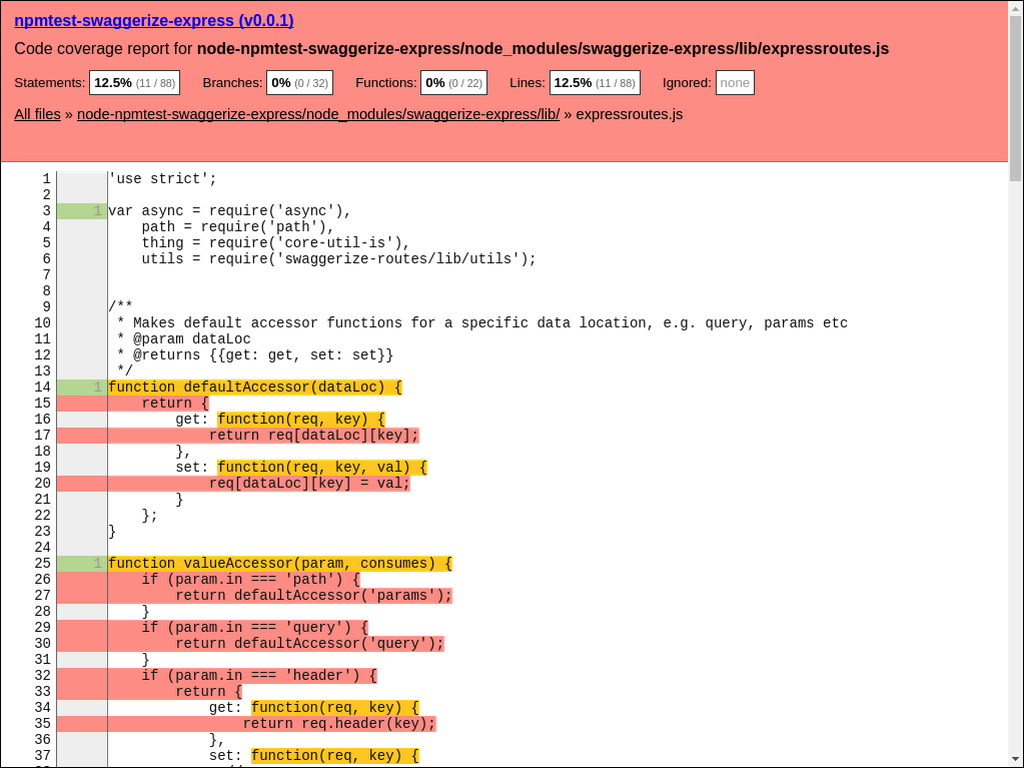 npmtest-swaggerize-express (v0.0.1)
Code coverage report for node-npmtest-swaggerize-express/node_modules/swaggerize-express/lib/expressroutes.js
Statements: 12.5% (11 / 88) Branches: 0% (0 / 32) Functions: 0% (0 / 22) Lines: 12.5% (11 / 88) Ignored: none
All files » node-npmtest-swaggerize-express/node_modules/swaggerize-express/lib/ » expressroutes.js
1 'use strict';
2
3 1 var async = require('async'),
4     path = require('path'),
5     thing = require('core-util-is'),
6     utils = require('swaggerize-routes/lib/utils');
7
8
9 /**
10  * Makes default accessor functions for a specific data location, e.g. query, params etc
11  * @param dataLoc
12  * @returns {{get: get, set: set}}
13  */
14 1 function defaultAccessor(dataLoc) {
15     return {
16         get: function(req, key) {
17             return req[dataLoc][key];
18         },
19         set: function(req, key, val) {
20             req[dataLoc][key] = val;
21         }
22     };
23 }
24
25 1 function valueAccessor(param, consumes) {
26     if (param.in === 'path') {
27         return defaultAccessor('params');
28     }
29     if (param.in === 'query') {
30         return defaultAccessor('query');
31     }
32     if (param.in === 'header') {
33         return {
34             get: function(req, key) {
35                 return req.header(key);
36             },
37             set: function(req, key) {